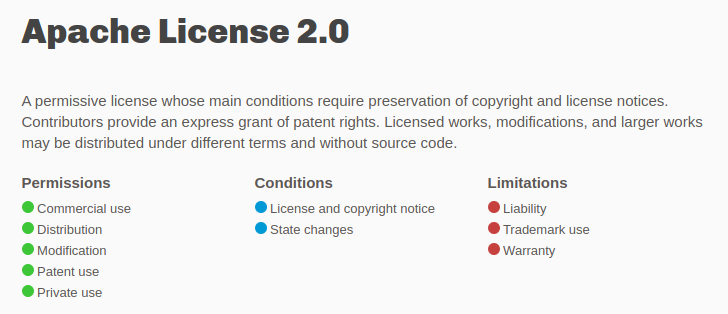 Apache License 2.0
A permissive license whose main conditions require preservation of copyright and license notices.
Contributors provide an express grant of patent rights. Licensed works, modifications, and larger works
may be distributed under different terms and without source code.
Permissions
Commercial use
Distribution
Modification
Patent use
Private use
Conditions
License and copyright notice
State changes
Limitations
Liability
Trademark use
Warranty